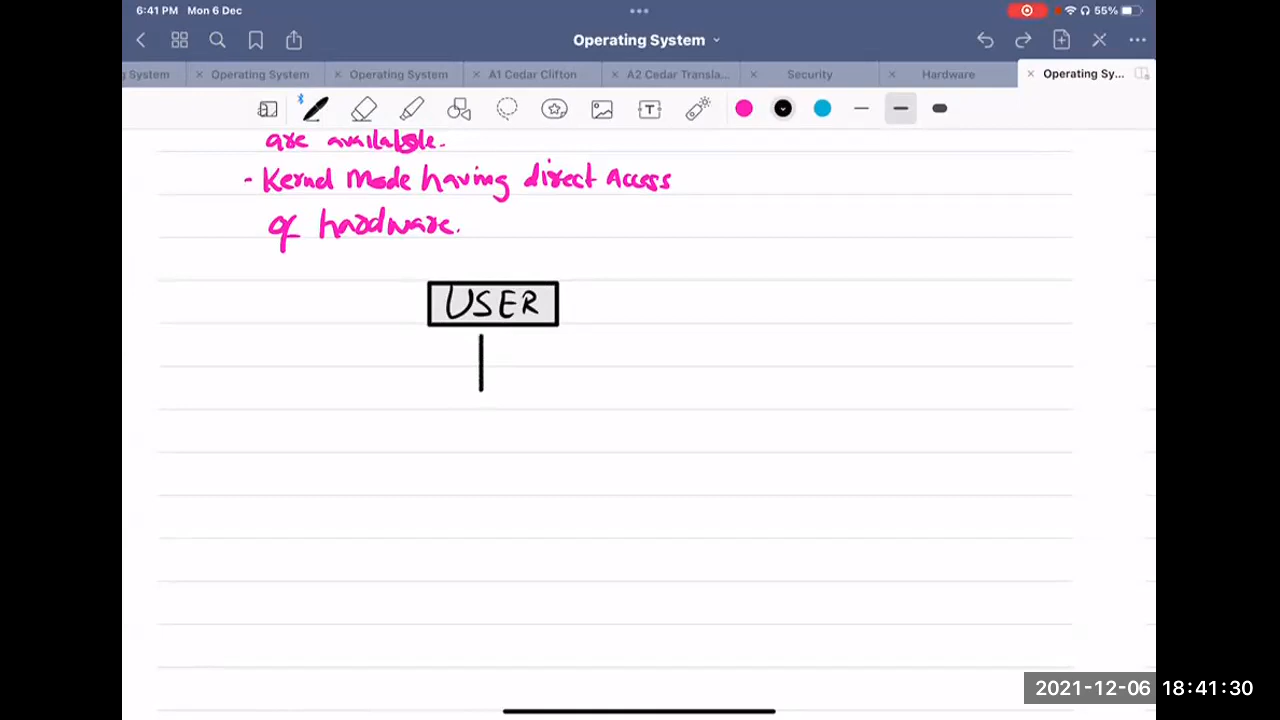 6:41 PM Mon 6 Dec
55%
Operating System
g System
Operating System
Operating System
A1 Cedar Clifton
A2 Cedar Transla...
Security
Hardware
Operating Sy...
T
are available.
- Kernel Mode having direct Access
of hardware.
USER
2021-12-06 18:41:30